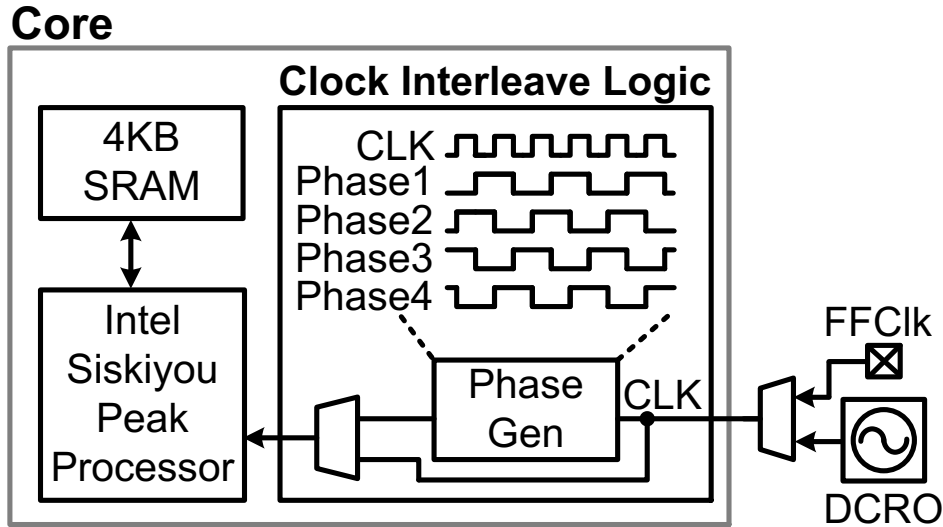 Core
Clock Interleave Logic
4KB
SRAM
CLK
Phase1
Phase2
Phase3
Phase4
Intel
Siskiyou
Peak
Processor
Phase
Gen
CLK
FFClk
DCRO